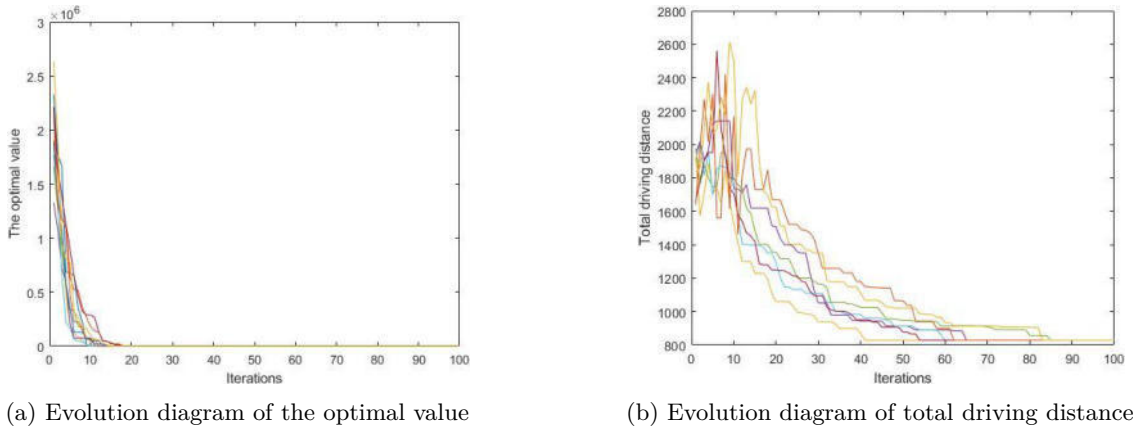 ×10⁶
3
2.5
2
1.5
1
0.5
0
The optimal value
0 10 20 30 40 50 60 70 80 90 100
Iterations
(a) Evolution diagram of the optimal value
2800
2600
2400
2200
2000
1800
1600
1400
1200
1000
800
Total driving distance
0 10 20 30 40 50 60 70 80 90 100
Iterations
(b) Evolution diagram of total driving distance